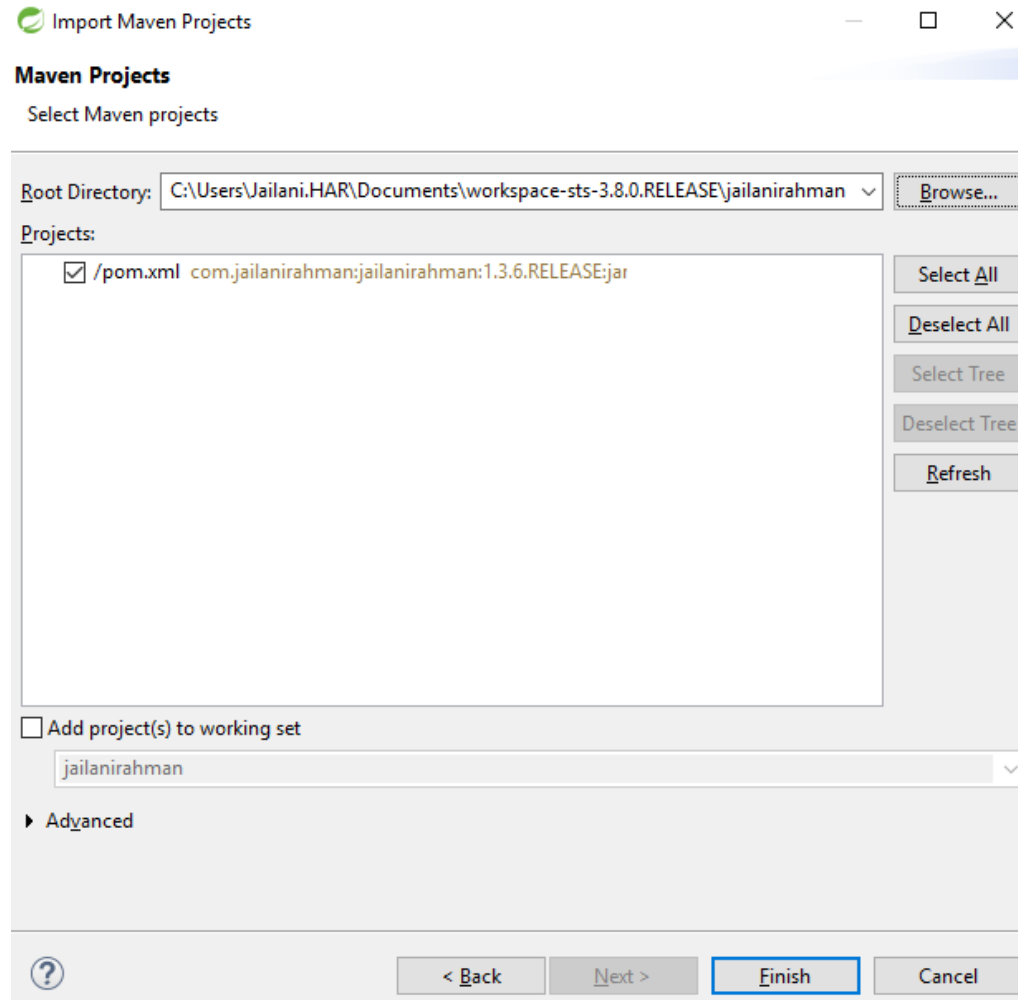 Import Maven Projects
Maven Projects
Select Maven projects
Root Directory: C:\Users\Jailani.HAR\Documents\workspace-sts-3.8.0.RELEASE\jailanirahman Browse...
Projects:
/pom.xml com.jailanirahman:jailanirahman:1.3.6.RELEASE:jar
Select All
Deselect All
Select Tree
Deselect Tree
Refresh
Add project(s) to working set
jailanirahman
Advanced
? < Back Next > Finish Cancel